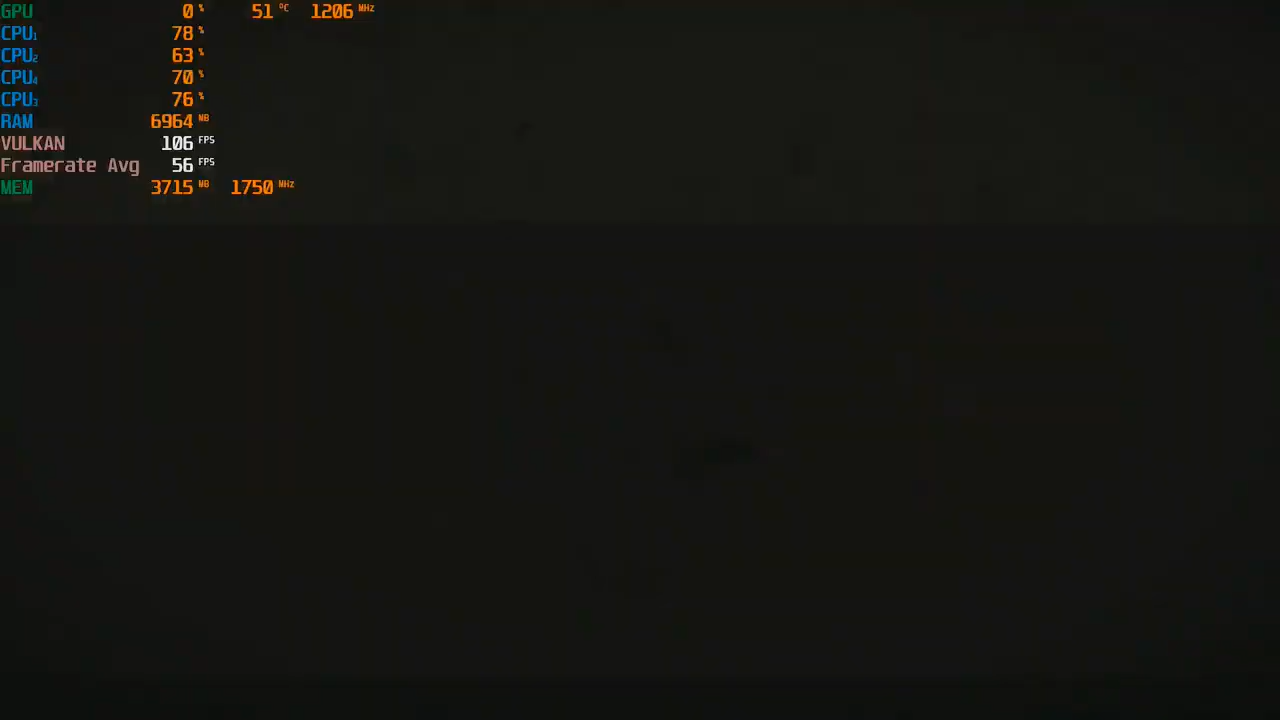 GPU 0 % 51 °C 1206 MHz
CPU1 78 %
CPU2 63 %
CPU4 70 %
CPU3 76 %
RAM 6964 MB
VULKAN 106 FPS
Framerate Avg 56 FPS
MEM 3715 MB 1750 MHz